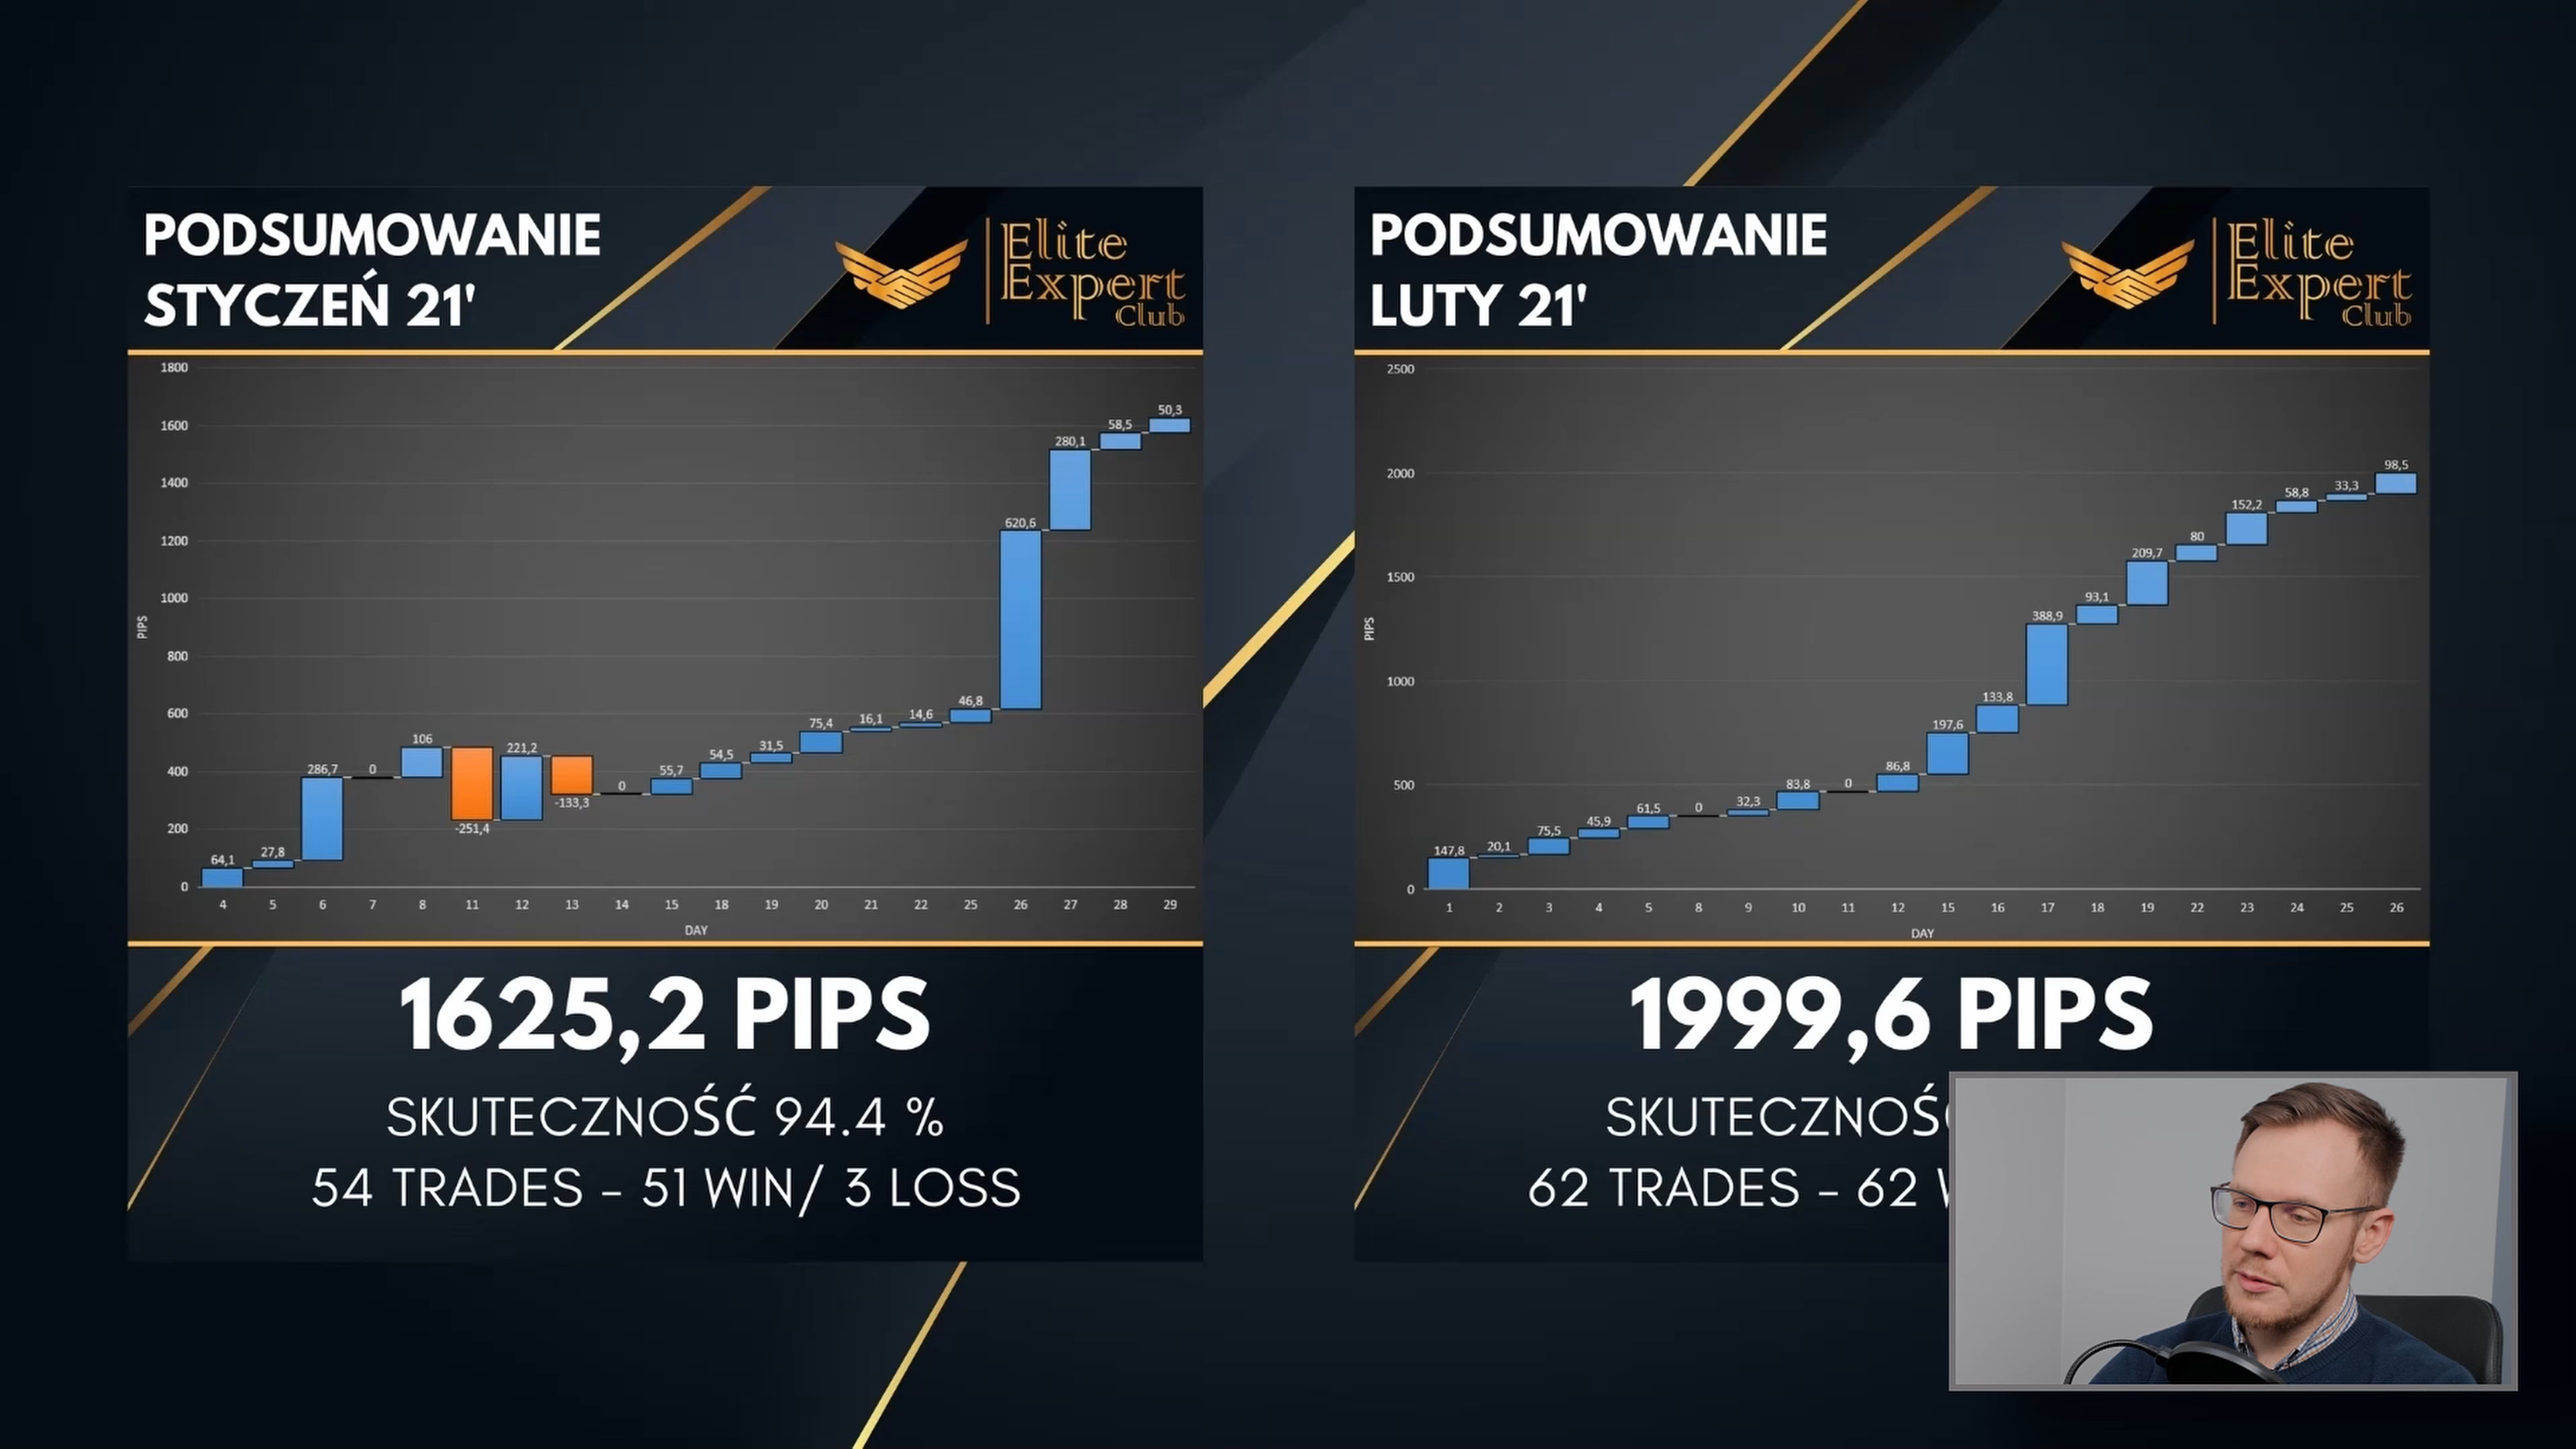 PODSUMOWANIE
STYCZEŃ 21'
Elite
Expert
Club
1800
1600
1400
1200
1000
800
600
400
200
0
PIPS
64,1
27,8
286,7
0
106
-251,4
221,2
-133,3
0
55,7
54,5
31,5
75,4
16,1
14,6
46,8
620,6
280,1
58,5
50,3
4 5 6 7 8 11 12 13 14 15 18 19 20 21 22 25 26 27 28 29
DAY
1625,2 PIPS
SKUTECZNOŚĆ 94.4 %
54 TRADES – 51 WIN/ 3 LOSS
PODSUMOWANIE
LUTY 21'
Elite
Expert
Club
2500
2000
1500
1000
500
0
PIPS
147,8
20,1
75,5
45,9
61,5
0
32,3
83,8
0
86,8
197,6
133,8
388,9
93,1
209,7
80
152,2
58,8
33,3
98,5
1 2 3 4 5 8 9 10 11 12 15 16 17 18 19 22 23 24 25 26
DAY
1999,6 PIPS
62 TRADES – 62